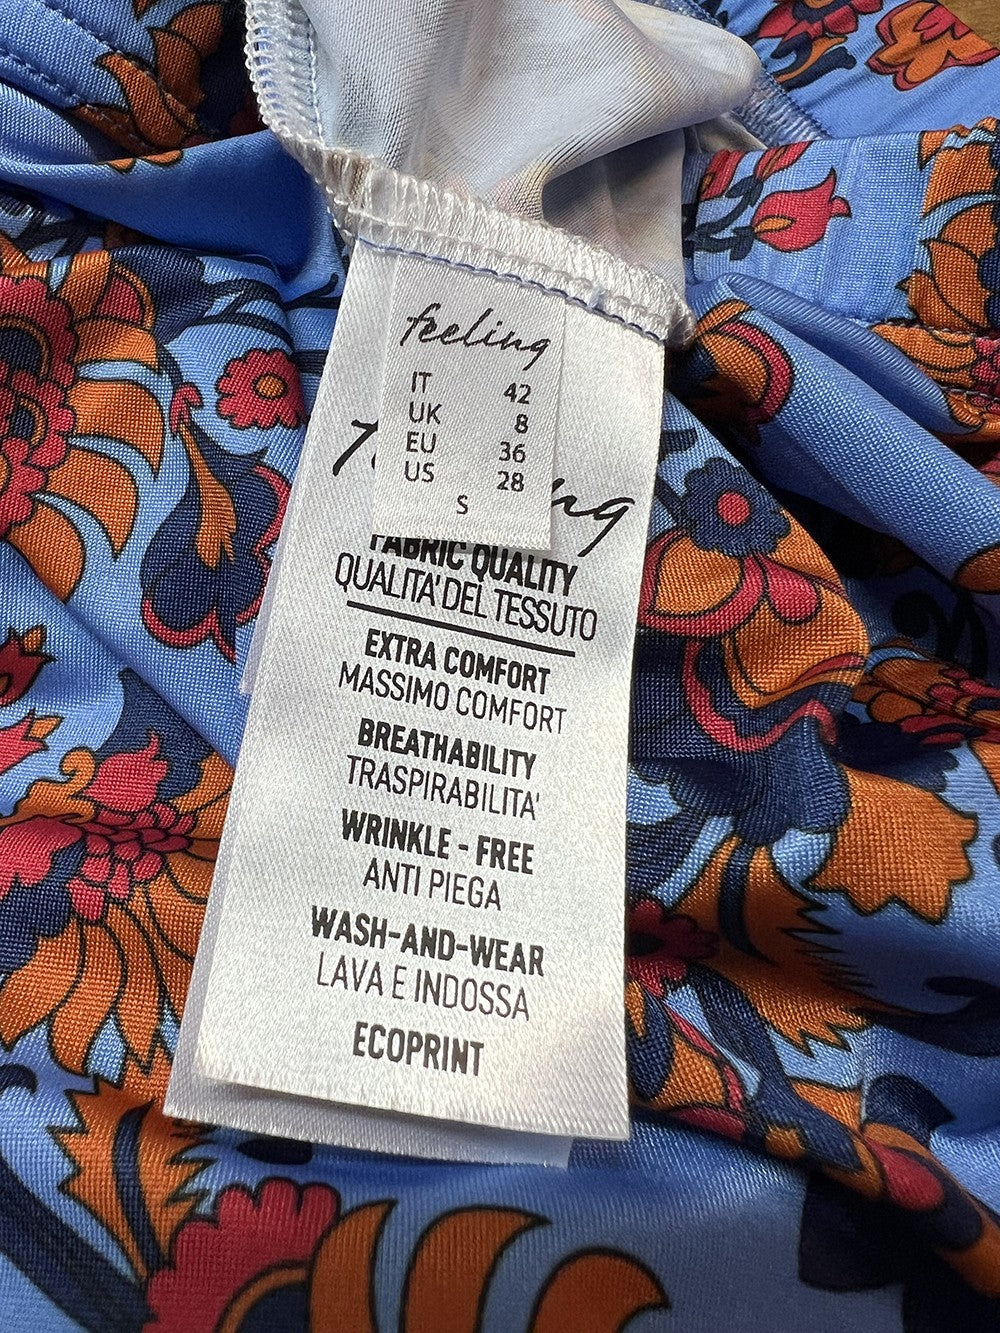 feeling
IT 42
UK 8
EU 36
US 28
S
FABRIC QUALITY
QUALITA' DEL TESSUTO
EXTRA COMFORT
MASSIMO COMFORT
BREATHABILITY
TRASPIRABILITA'
WRINKLE - FREE
ANTI PIEGA
WASH-AND-WEAR
LAVA E INDOSSA
ECOPRINT